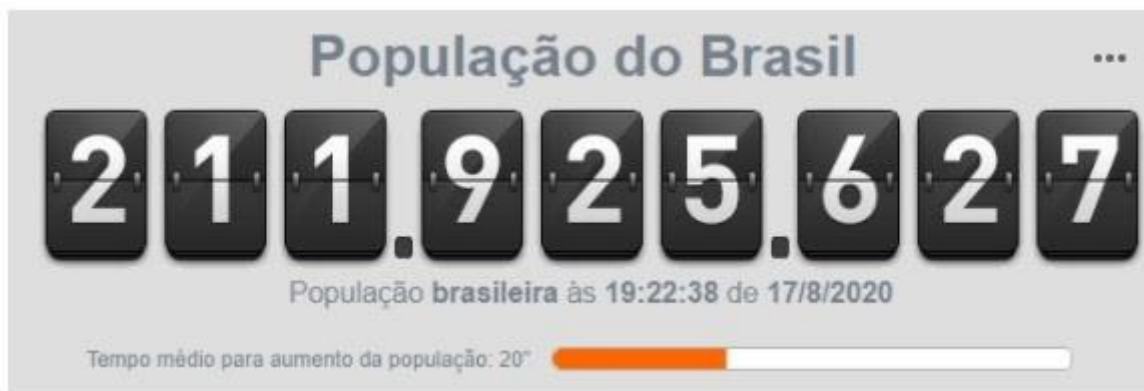 População do Brasil
211.925.627
População brasileira às 19:22:38 de 17/8/2020
Tempo médio para aumento da população: 20"